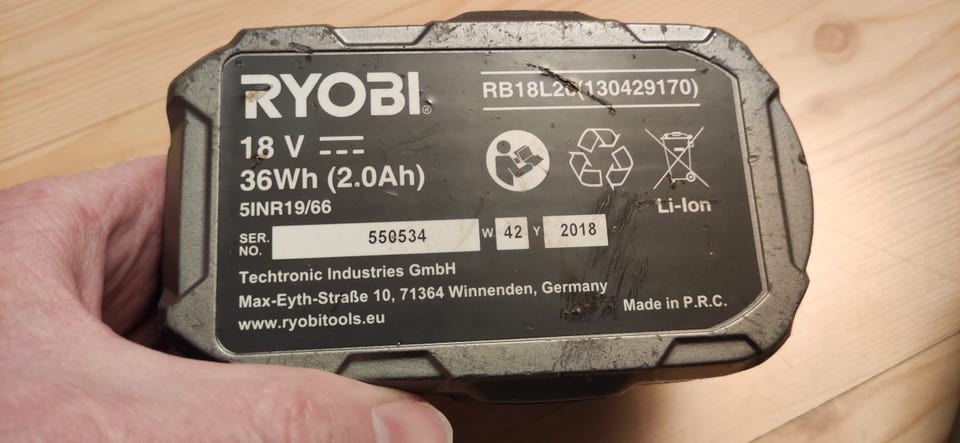 RYOBI®
RB18L20(130429170)
18 V
36Wh (2.0Ah)
5INR19/66
Li-Ion
SER. NO. 550534 W 42 Y 2018
Techtronic Industries GmbH
Max-Eyth-Straße 10, 71364 Winnenden, Germany
www.ryobitools.eu
Made in P.R.C.